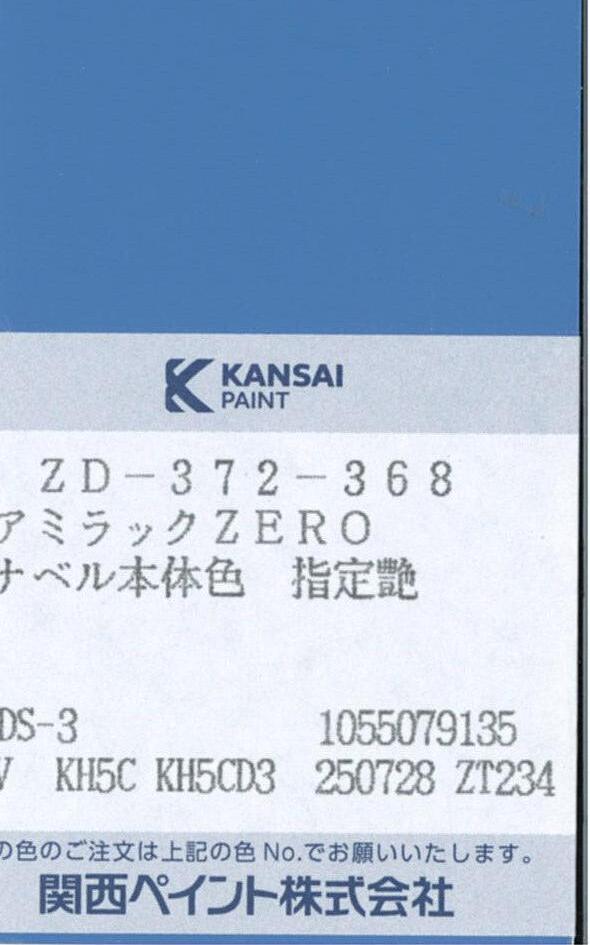 KANSAI
PAINT
ZD-372-368
アミラックZERO
ナベル本体色 指定艶
DS-3 1055079135
V KH5C KH5CD3 250728 ZT234
の色のご注文は上記の色 No.でお願いいたします。
関西ペイント株式会社